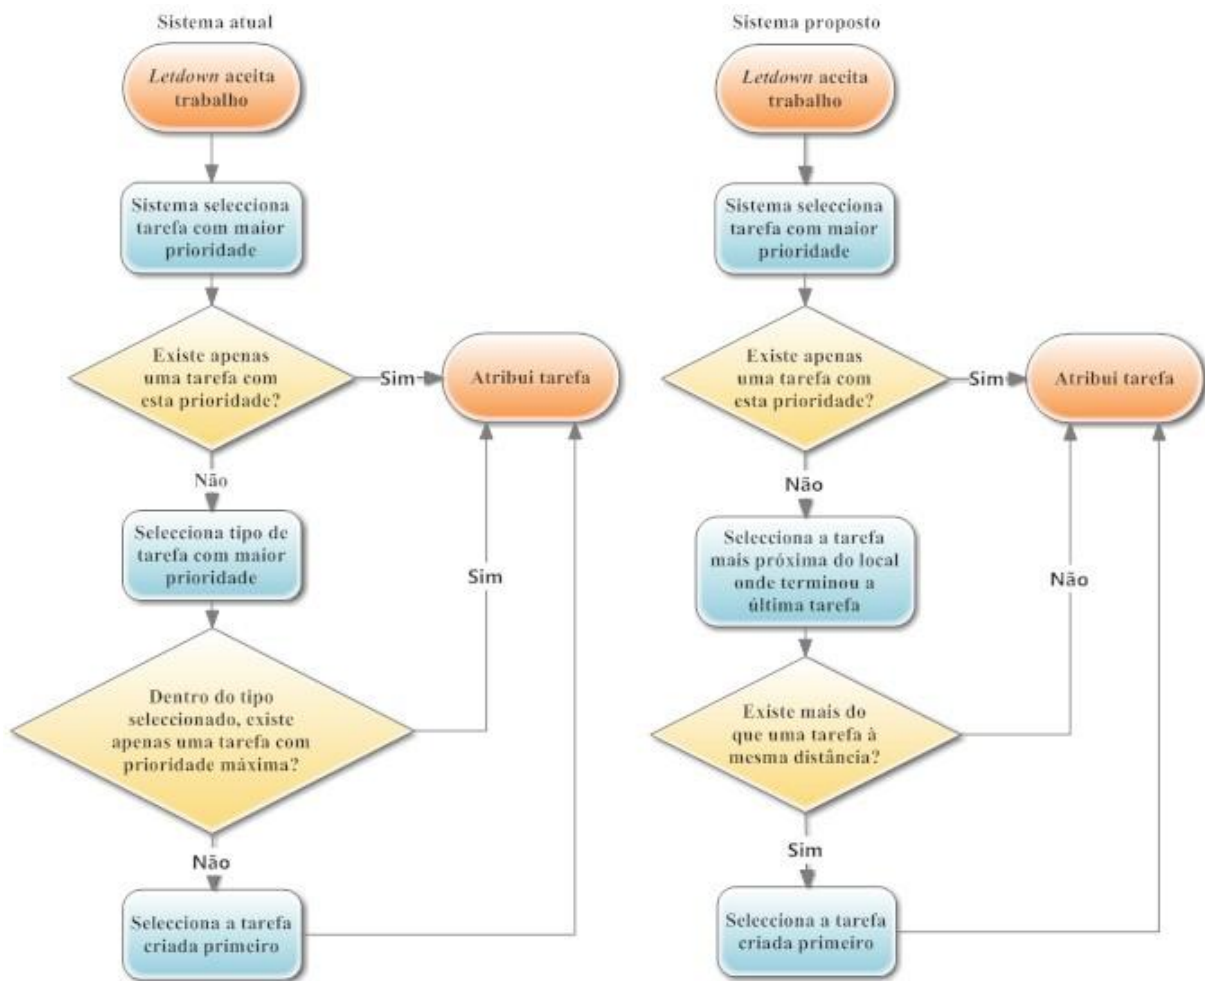 Sistema atual
Letdown aceita
trabalho
Sistema selecciona
tarefa com maior
prioridade
Existe apenas
uma tarefa com
esta prioridade?
Sim
Atribui tarefa
Não
Selecciona tipo de
tarefa com maior
prioridade
Sim
Dentro do tipo
seleccionado, existe
apenas uma tarefa com
prioridade máxima?
Não
Selecciona a tarefa
criada primeiro
Sistema proposto
Letdown aceita
trabalho
Sistema selecciona
tarefa com maior
prioridade
Existe apenas
uma tarefa com
esta prioridade?
Sim
Atribui tarefa
Não
Selecciona a tarefa
mais próxima do local
onde terminou a
última tarefa
Não
Existe mais do
que uma tarefa à
mesma distância?
Sim
Selecciona a tarefa
criada primeiro